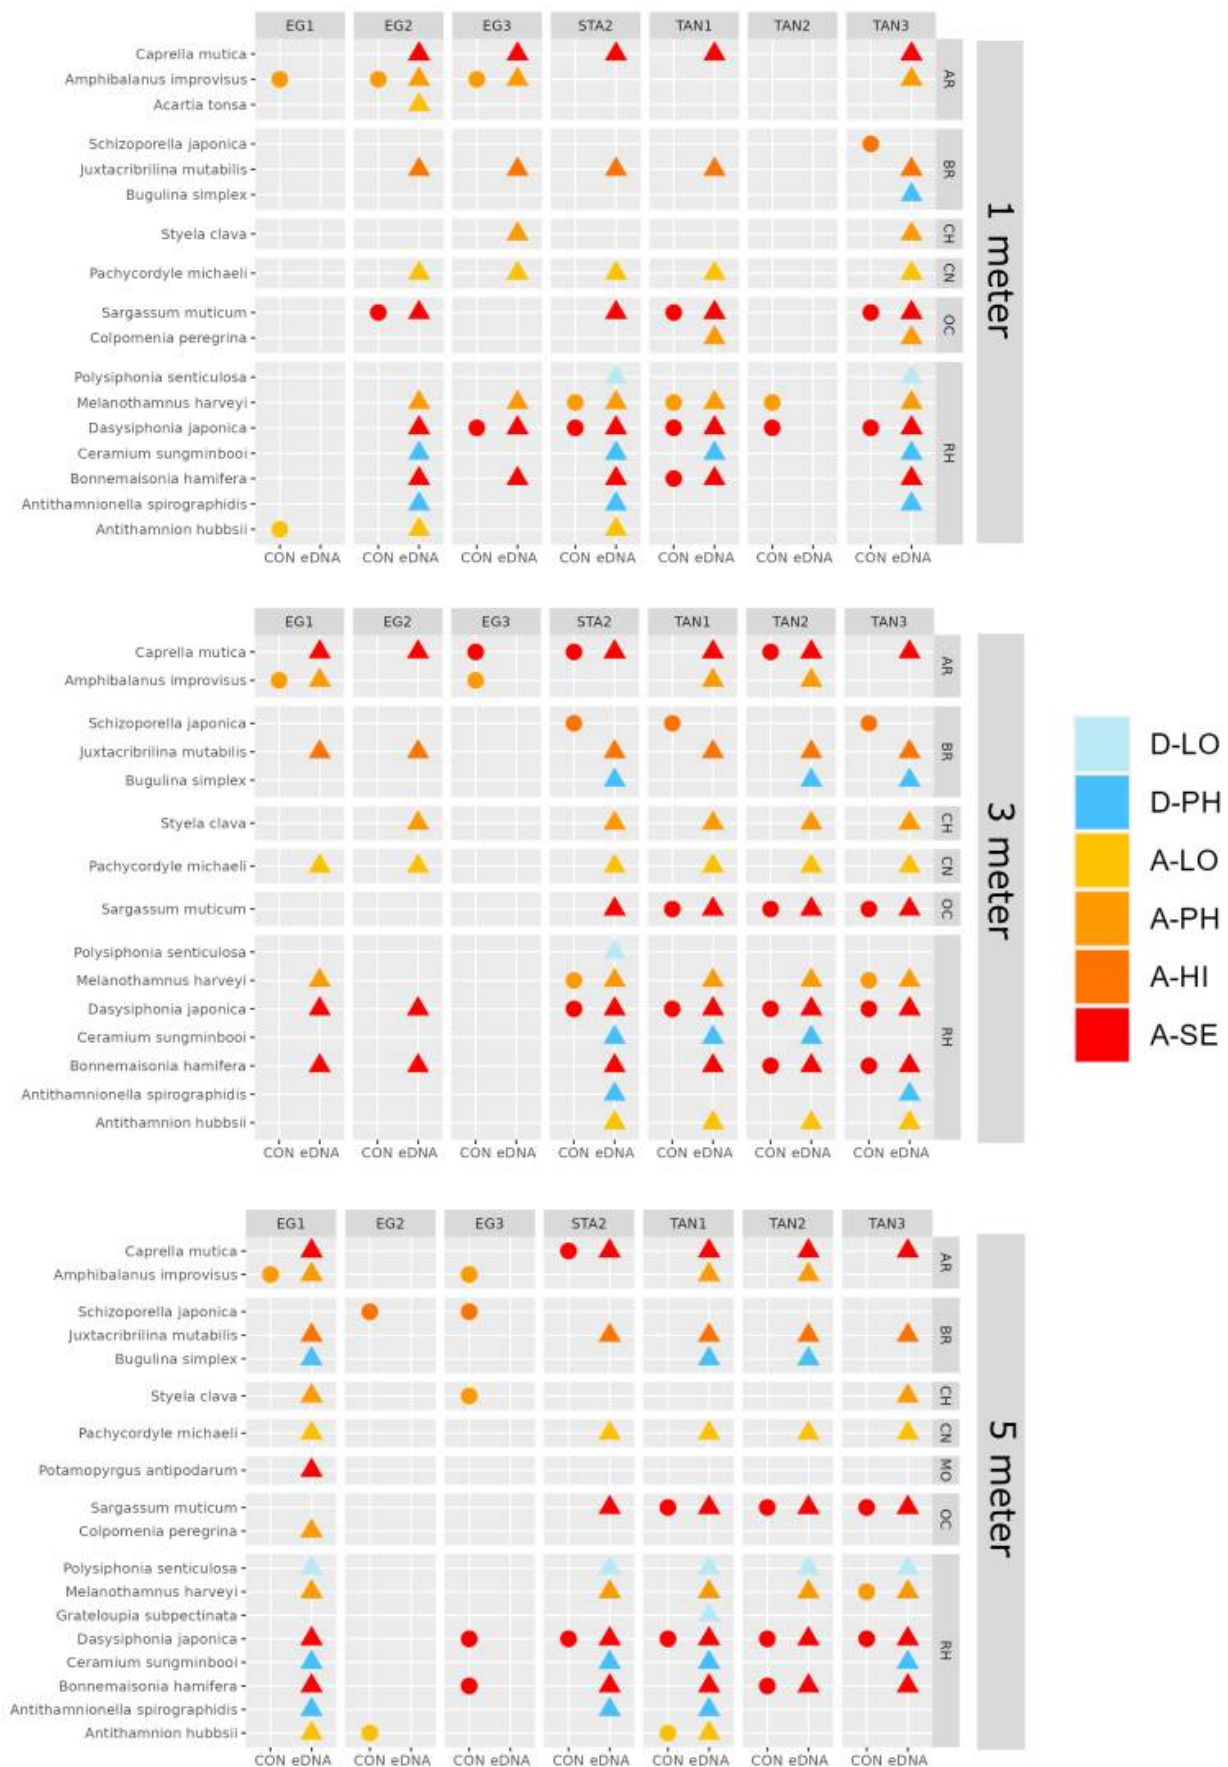 EG1 EG2 EG3 STA2 TAN1 TAN2 TAN3
Caprella mutica
Amphibalanus improvisus
Acartia tonsa
AR
Schizoporella japonica
Juxtacribrilina mutabilis
Bugulina simplex
BR
Styela clava
CH
Pachycordyle michaeli
CN
Sargassum muticum
Colpomenia peregrina
OC
Polysiphonia senticulosa
Melanothamnus harveyi
Dasysiphonia japonica
Ceramium sungminbooi
Bonnemaisonia hamifera
Antithamnionella spirographidis
Antithamnion hubbsii
RH
CON eDNA CON eDNA CON eDNA CON eDNA CON eDNA CON eDNA CON eDNA
1 meter
EG1 EG2 EG3 STA2 TAN1 TAN2 TAN3
Caprella mutica
Amphibalanus improvisus
AR
Schizoporella japonica
Juxtacribrilina mutabilis
Bugulina simplex
BR
Styela clava
CH
Pachycordyle michaeli
CN
Sargassum muticum
OC
Polysiphonia senticulosa
Melanothamnus harveyi
Dasysiphonia japonica
Ceramium sungminbooi
Bonnemaisonia hamifera
Antithamnionella spirographidis
Antithamnion hubbsii
RH
CON eDNA CON eDNA CON eDNA CON eDNA CON eDNA CON eDNA CON eDNA
3 meter
D-LO
D-PH
A-LO
A-PH
A-HI
A-SE
EG1 EG2 EG3 STA2 TAN1 TAN2 TAN3
Caprella mutica
Amphibalanus improvisus
AR
Schizoporella japonica
Juxtacribrilina mutabilis
Bugulina simplex
BR
Styela clava
CH
Pachycordyle michaeli
CN
Potamopyrgus antipodarum
MO
Sargassum muticum
Colpomenia peregrina
OC
Polysiphonia senticulosa
Melanothamnus harveyi
Grateloupia subpectinata
Dasysiphonia japonica
Ceramium sungminbooi
Bonnemaisonia hamifera
Antithamnionella spirographidis
Antithamnion hubbsii
RH
CON eDNA CON eDNA CON eDNA CON eDNA CON eDNA CON eDNA CON eDNA
5 meter